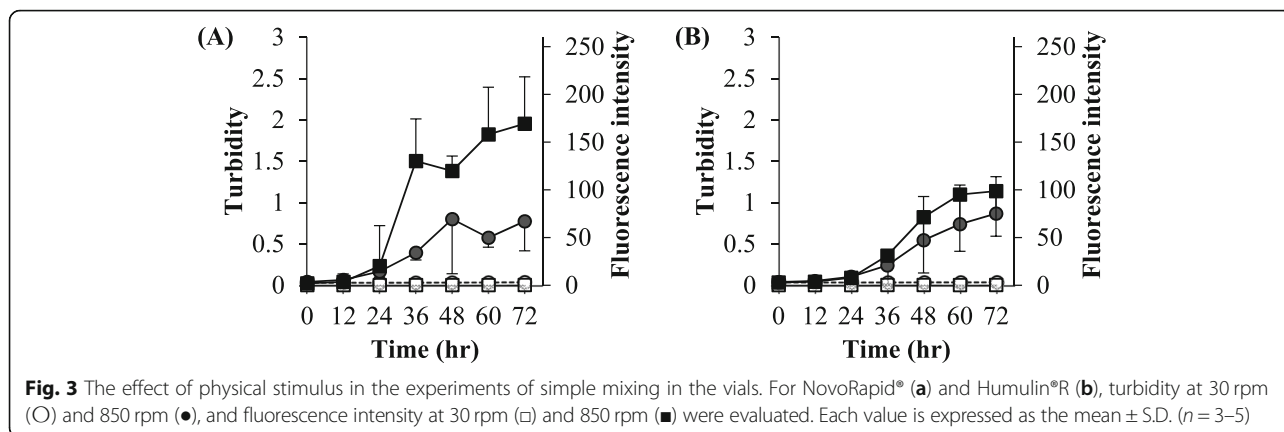 (A)
3
2.5
2
1.5
1
0.5
0
Turbidity
250
200
150
100
50
0
Fluorescence intensity
0 12 24 36 48 60 72
Time (hr)
(B)
3
2.5
2
1.5
1
0.5
0
Turbidity
250
200
150
100
50
0
Fluorescence intensity
0 12 24 36 48 60 72
Time (hr)
Fig. 3 The effect of physical stimulus in the experiments of simple mixing in the vials. For NovoRapid® (a) and Humulin®R (b), turbidity at 30 rpm
(○) and 850 rpm (●), and fluorescence intensity at 30 rpm (□) and 850 rpm (■) were evaluated. Each value is expressed as the mean ± S.D. (n = 3–5)